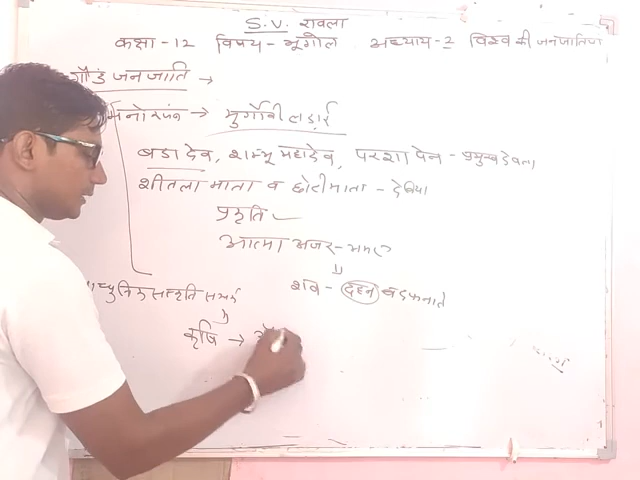 S.V. रावला
कक्षा-12 विषय-भूगोल अध्याय-2 विश्व की जनजातियां
गौंड जनजाति →
मनोरंजन → मुर्गों की लड़ाई
बडा देव, शम्भू महादेव, परशा पेन - प्रमुख देवता
शीतला माता व छोटी माता - देवियां
प्रकृति
आत्मा अजर-अमर
शव - दहन व दफनाते
आधुनिक संस्कृति सम्पर्क
कृषि →